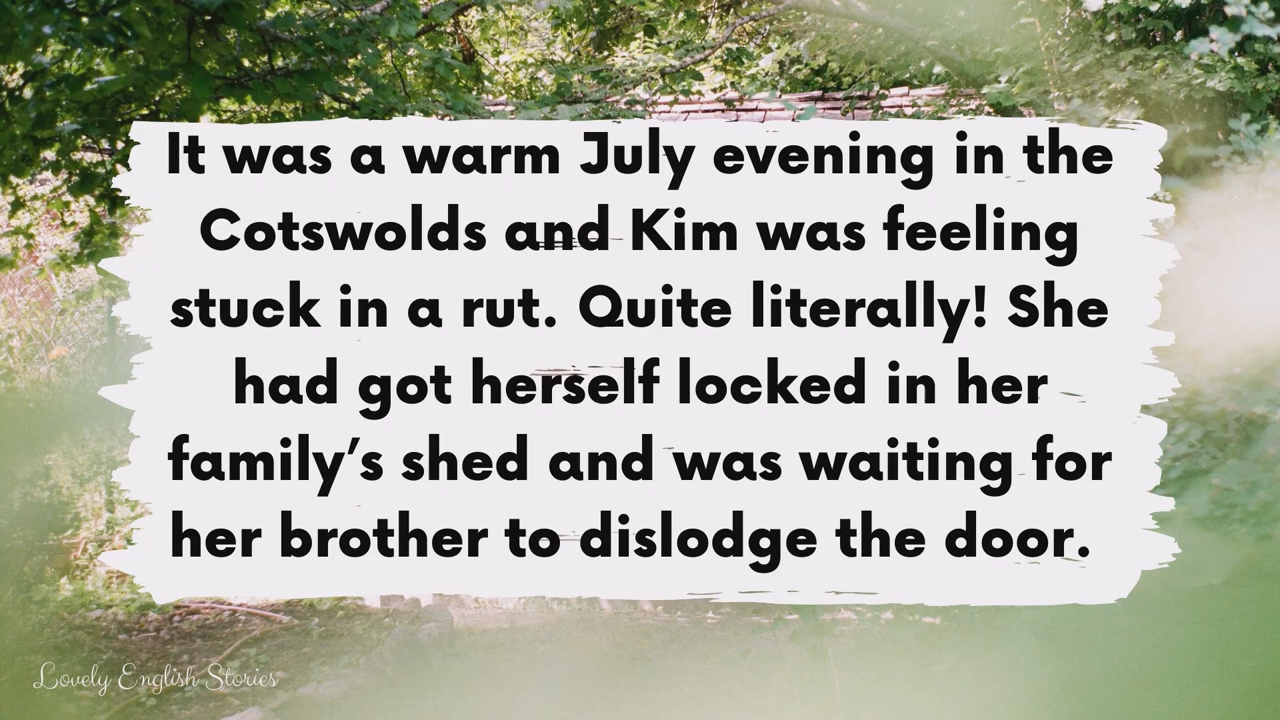 It was a warm July evening in the
Cotswolds and Kim was feeling
stuck in a rut. Quite literally! She
had got herself locked in her
family’s shed and was waiting for
her brother to dislodge the door.
Lovely English Stories